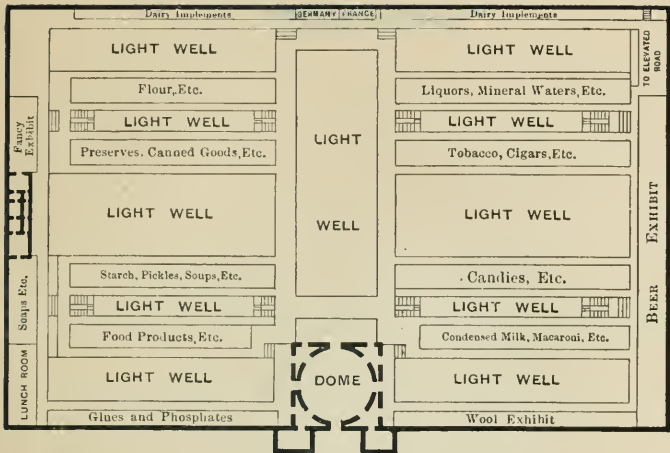 Dairy Implements
GERMANY FRANCE
Dairy Implements
LIGHT WELL
LIGHT WELL
TO ELEVATED
ROAD
Flour, Etc.
Liquors, Mineral Waters, Etc.
LIGHT WELL
LIGHT WELL
Fancy
Exhibit
Preserves. Canned Goods, Etc.
LIGHT
WELL
Tobacco, Cigars, Etc.
LIGHT WELL
LIGHT WELL
BEER EXHIBIT
Starch, Pickles, Soups, Etc.
Candies, Etc.
Soaps Etc.
LIGHT WELL
LIGHT WELL
Food Products, Etc.
Condensed Milk, Macaroni, Etc.
LUNCH ROOM
LIGHT WELL
DOME
LIGHT WELL
Glues and Phosphates
Wool Exhibit